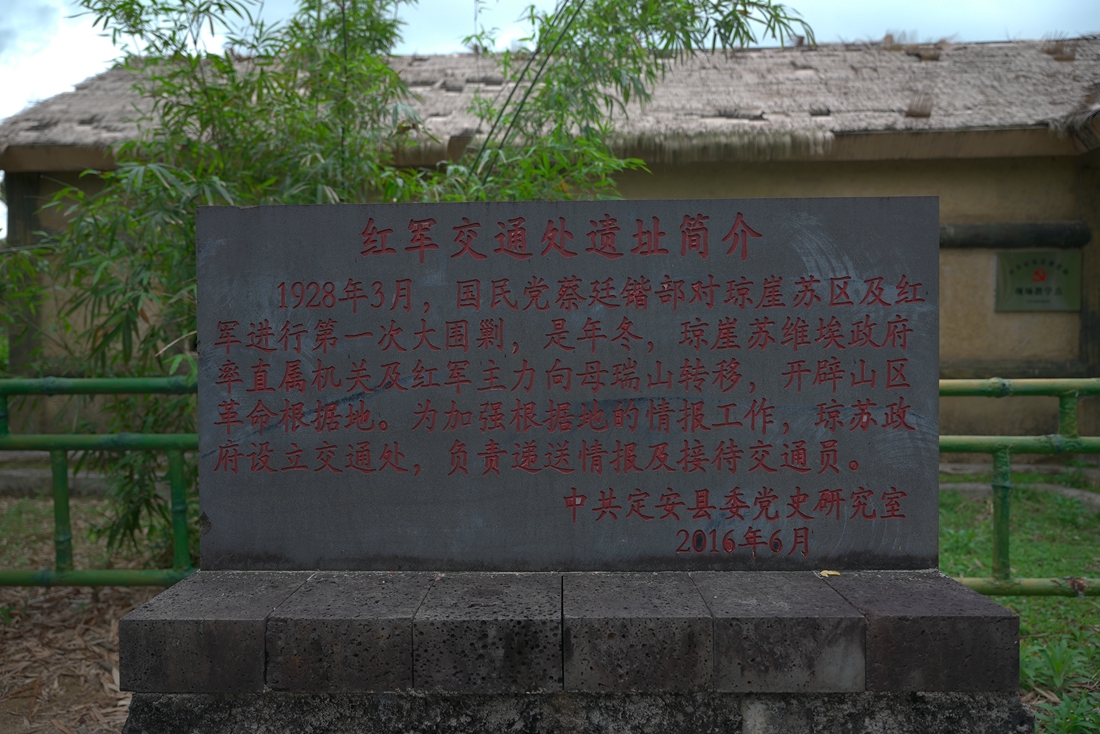 红军交通处遗址简介
1928年3月，国民党蔡廷锴部对琼崖苏区及红
军进行第一次大围剿，是年冬，琼崖苏维埃政府
率直属机关及红军主力向母瑞山转移，开辟山区
革命根据地。为加强根据地的情报工作，琼苏政
府设立交通处，负责递送情报及接待交通员。
中共定安县委党史研究室
2016年6月